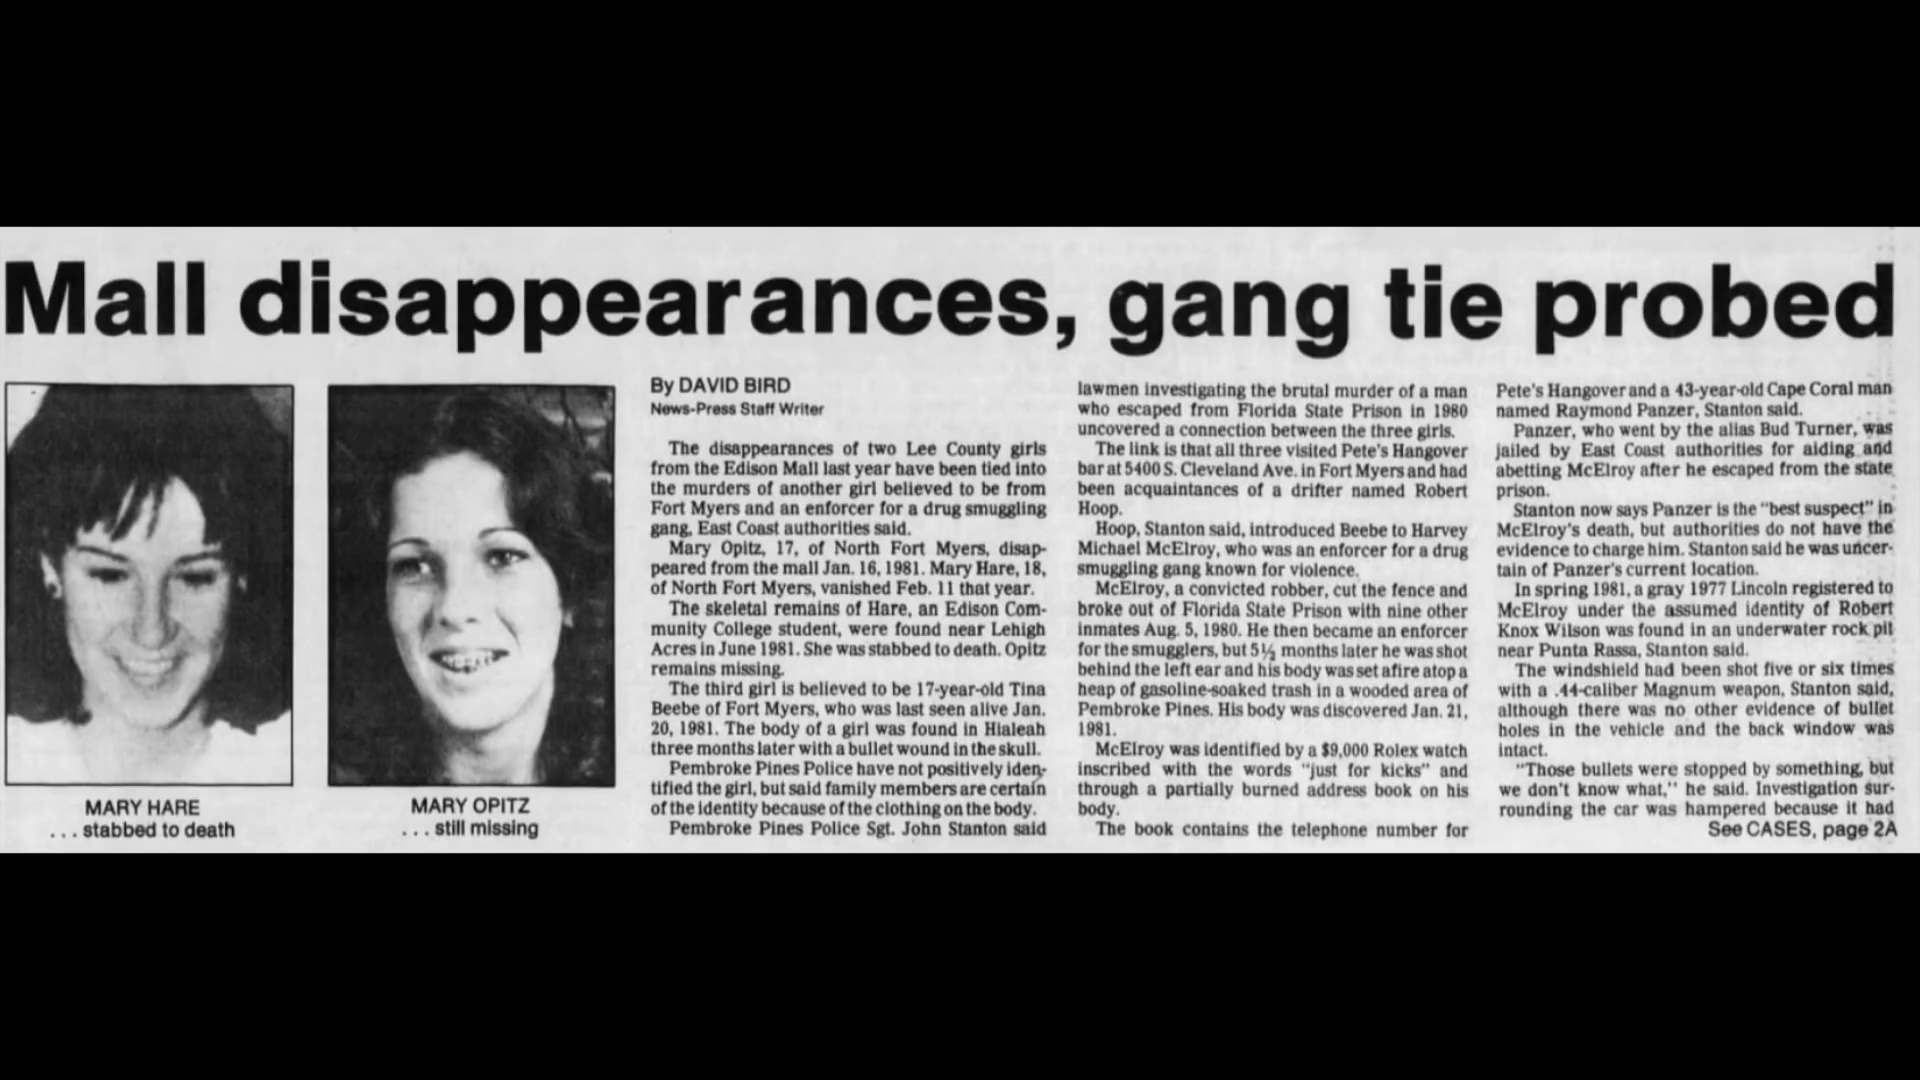 Mall disappearances, gang tie probed
MARY HARE
. . . stabbed to death
MARY OPITZ
. . . still missing
By DAVID BIRD
News-Press Staff Writer
The disappearances of two Lee County girls
from the Edison Mall last year have been tied into
the murders of another girl believed to be from
Fort Myers and an enforcer for a drug smuggling
gang, East Coast authorities said.
Mary Opitz, 17, of North Fort Myers, disap-
peared from the mall Jan. 16, 1981. Mary Hare, 18,
of North Fort Myers, vanished Feb. 11 that year.
The skeletal remains of Hare, an Edison Com-
munity College student, were found near Lehigh
Acres in June 1981. She was stabbed to death. Opitz
remains missing.
The third girl is believed to be 17-year-old Tina
Beebe of Fort Myers, who was last seen alive Jan.
20, 1981. The body of a girl was found in Hialeah
three months later with a bullet wound in the skull.
Pembroke Pines Police have not positively iden-
tified the girl, but said family members are certain
of the identity because of the clothing on the body.
Pembroke Pines Police Sgt. John Stanton said
lawmen investigating the brutal murder of a man
who escaped from Florida State Prison in 1980
uncovered a connection between the three girls.
The link is that all three visited Pete's Hangover
bar at 5400 S. Cleveland Ave. in Fort Myers and had
been acquaintances of a drifter named Robert
Hoop.
Hoop, Stanton said, introduced Beebe to Harvey
Michael McElroy, who was an enforcer for a drug
smuggling gang known for violence.
McElroy, a convicted robber, cut the fence and
broke out of Florida State Prison with nine other
inmates Aug. 5, 1980. He then became an enforcer
for the smugglers, but 5½ months later he was shot
behind the left ear and his body was set afire atop a
heap of gasoline-soaked trash in a wooded area of
Pembroke Pines. His body was discovered Jan. 21,
1981.
McElroy was identified by a $9,000 Rolex watch
inscribed with the words "just for kicks" and
through a partially burned address book on his
body.
The book contains the telephone number for
Pete's Hangover and a 43-year-old Cape Coral man
named Raymond Panzer, Stanton said.
Panzer, who went by the alias Bud Turner, was
jailed by East Coast authorities for aiding and
abetting McElroy after he escaped from the state
prison.
Stanton now says Panzer is the "best suspect" in
McElroy's death, but authorities do not have the
evidence to charge him. Stanton said he was uncer-
tain of Panzer's current location.
In spring 1981, a gray 1977 Lincoln registered to
McElroy under the assumed identity of Robert
Knox Wilson was found in an underwater rock pit
near Punta Rassa, Stanton said.
The windshield had been shot five or six times
with a .44-caliber Magnum weapon, Stanton said,
although there was no other evidence of bullet
holes in the vehicle and the back window was
intact.
"Those bullets were stopped by something, but
we don't know what," he said. Investigation sur-
rounding the car was hampered because it had
See CASES, page 2A